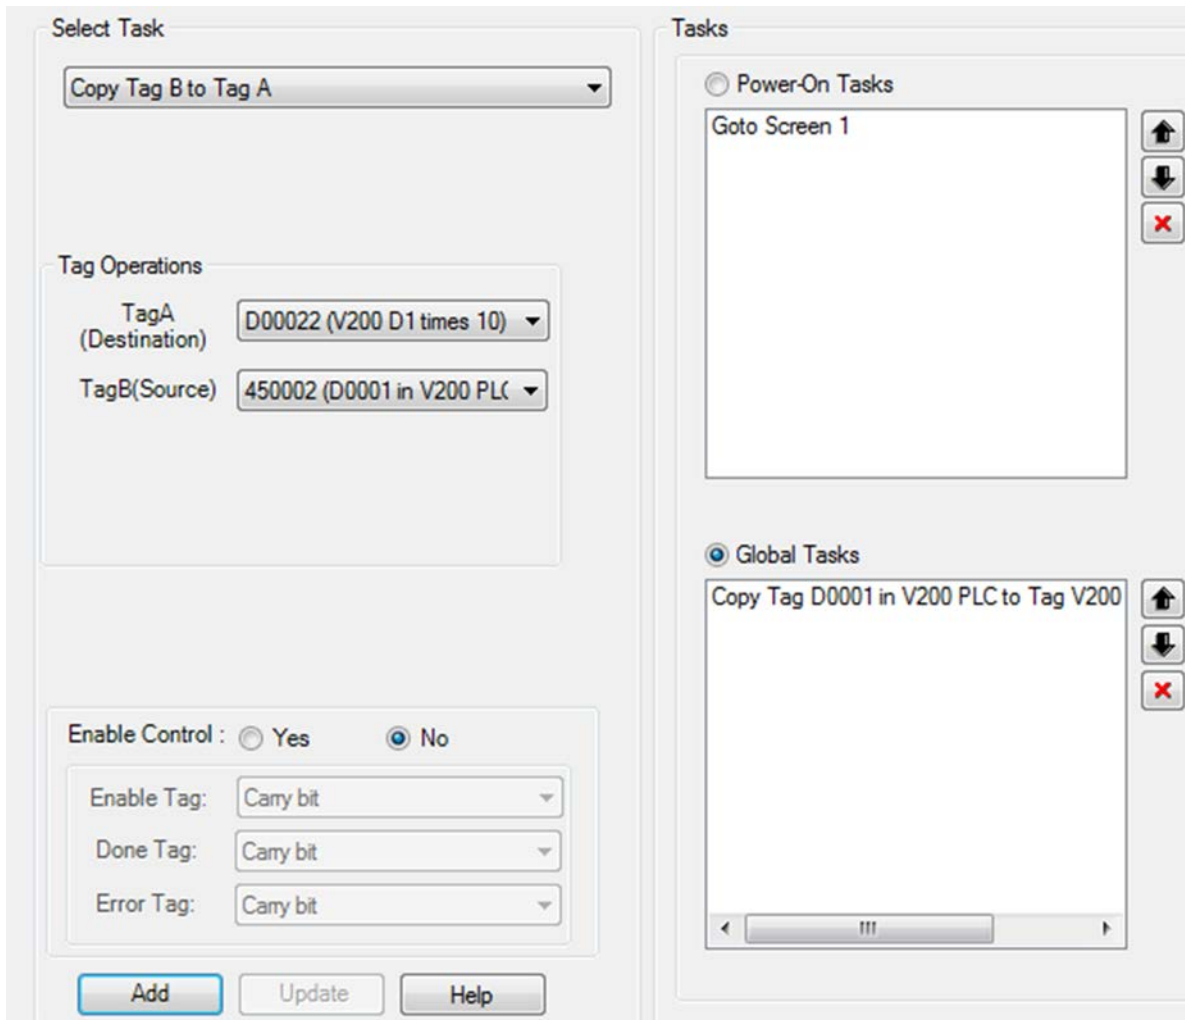 Select Task
Copy Tag B to Tag A
Tag Operations
TagA
(Destination)
D00022 (V200 D1 times 10)
TagB(Source)
450002 (D0001 in V200 PL(
Enable Control :
Yes
No
Enable Tag:
Carry bit
Done Tag:
Carry bit
Error Tag:
Carry bit
Add
Update
Help
Tasks
Power-On Tasks
Goto Screen 1
Global Tasks
Copy Tag D0001 in V200 PLC to Tag V200